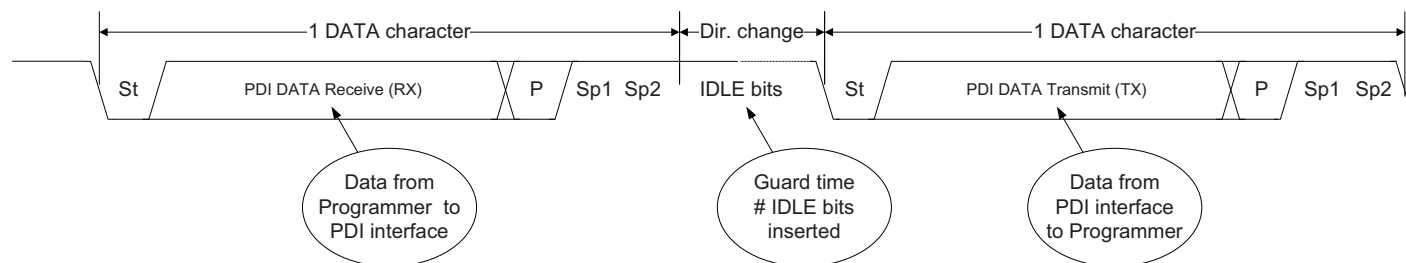 1 DATA character
Dir. change
1 DATA character
St
PDI DATA Receive (RX)
P
Sp1
Sp2
IDLE bits
St
PDI DATA Transmit (TX)
P
Sp1
Sp2
Data from
Programmer to
PDI interface
Guard time
# IDLE bits
inserted
Data from
PDI interface
to Programmer